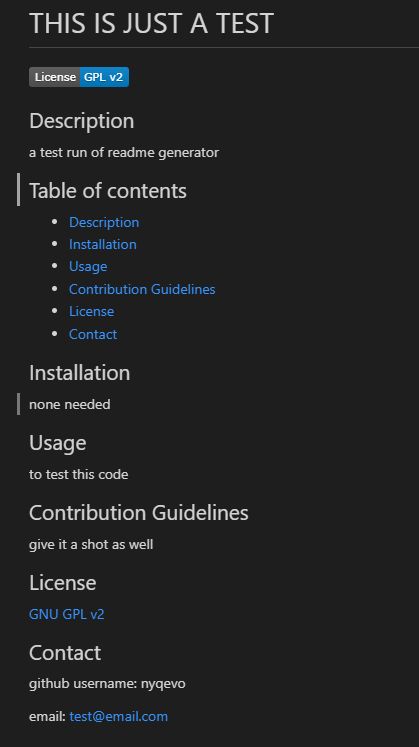 THIS IS JUST A TEST
License GPL v2
Description
a test run of readme generator
Table of contents
Description
Installation
Usage
Contribution Guidelines
License
Contact
Installation
none needed
Usage
to test this code
Contribution Guidelines
give it a shot as well
License
GNU GPL v2
Contact
github username: nyqevo
email: test@email.com